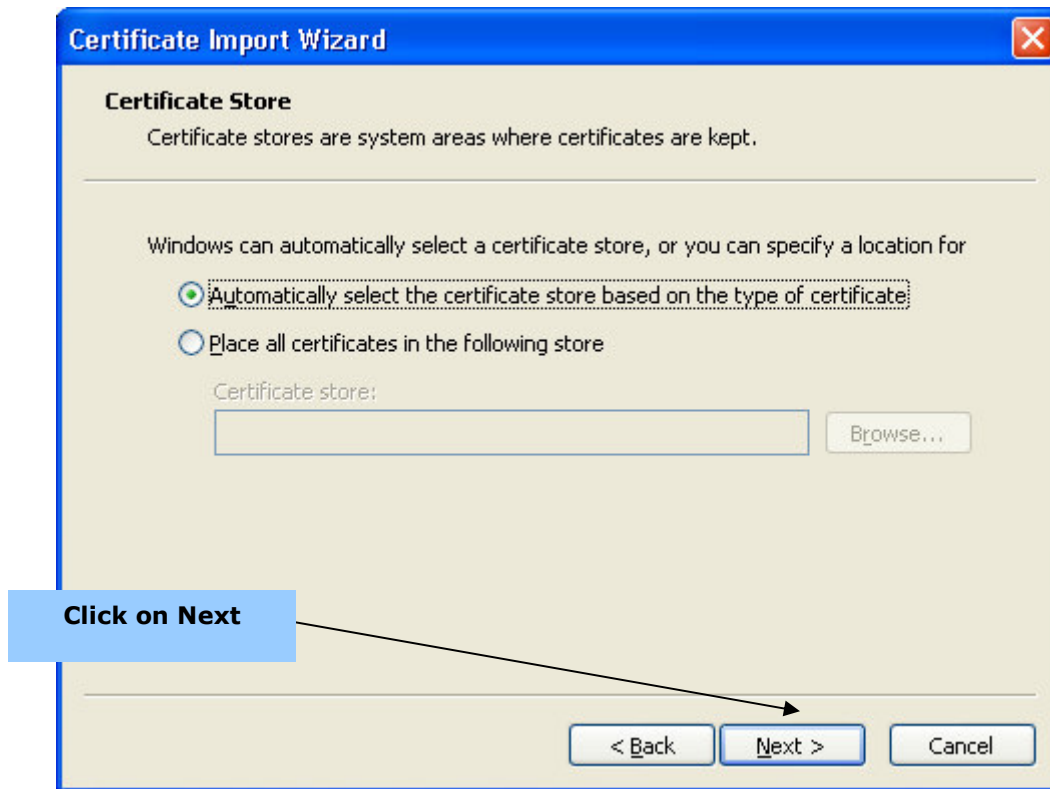 Certificate Import Wizard
Certificate Store
Certificate stores are system areas where certificates are kept.
Windows can automatically select a certificate store, or you can specify a location for
Automatically select the certificate store based on the type of certificate
Place all certificates in the following store
Certificate store:
Browse...
Click on Next
< Back
Next >
Cancel